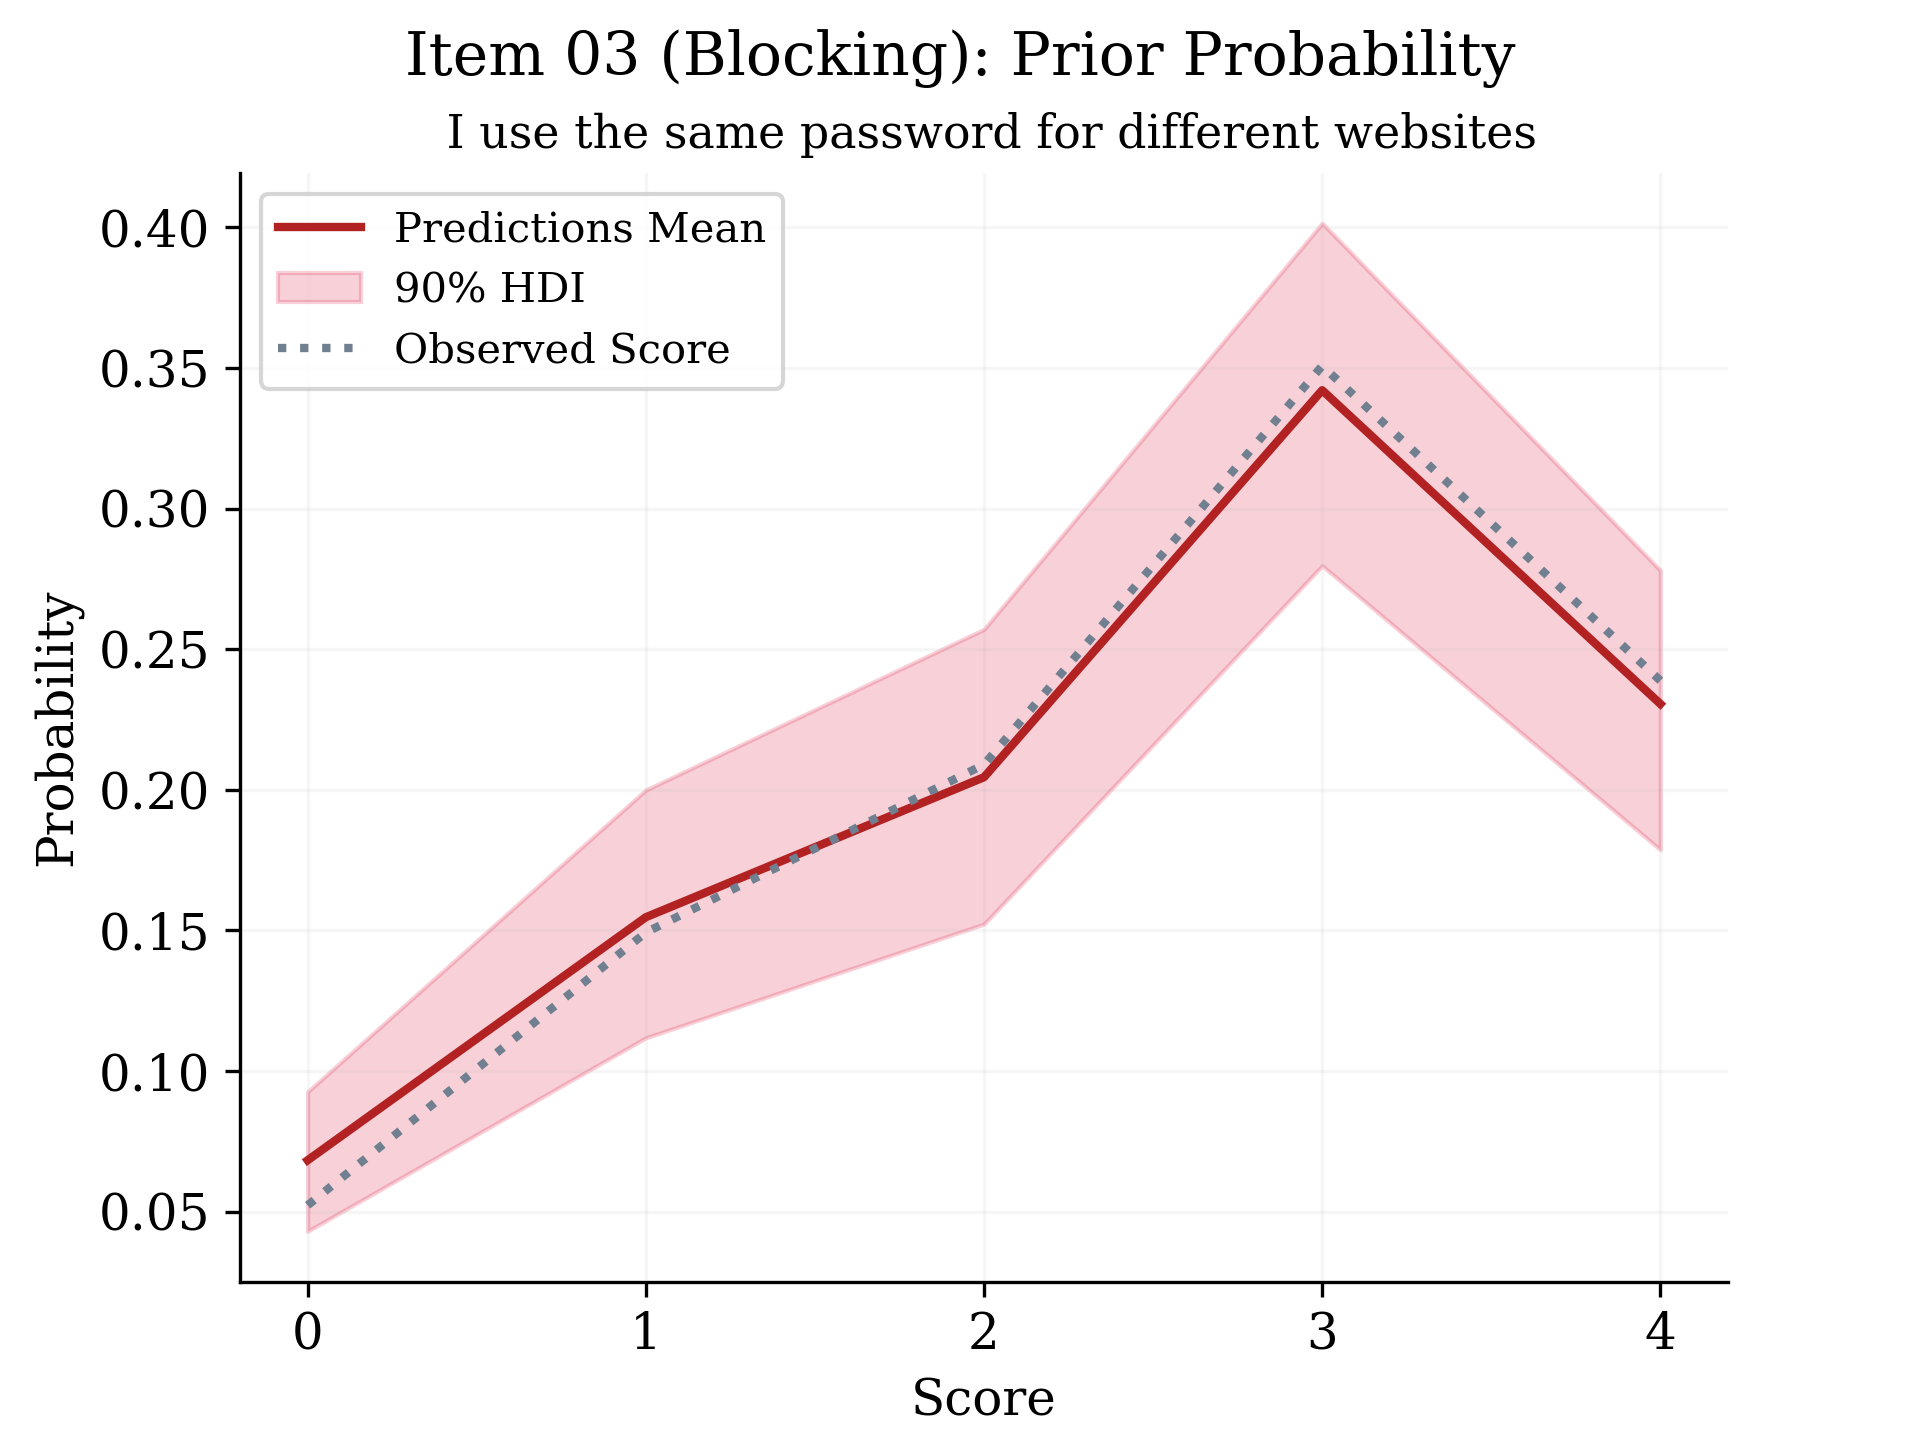 Item 03 (Blocking): Prior Probability
I use the same password for different websites
Predictions Mean
90% HDI
Observed Score
0.40
0.35
0.30
0.25
0.20
0.15
0.10
0.05
Probability
0 1 2 3 4
Score